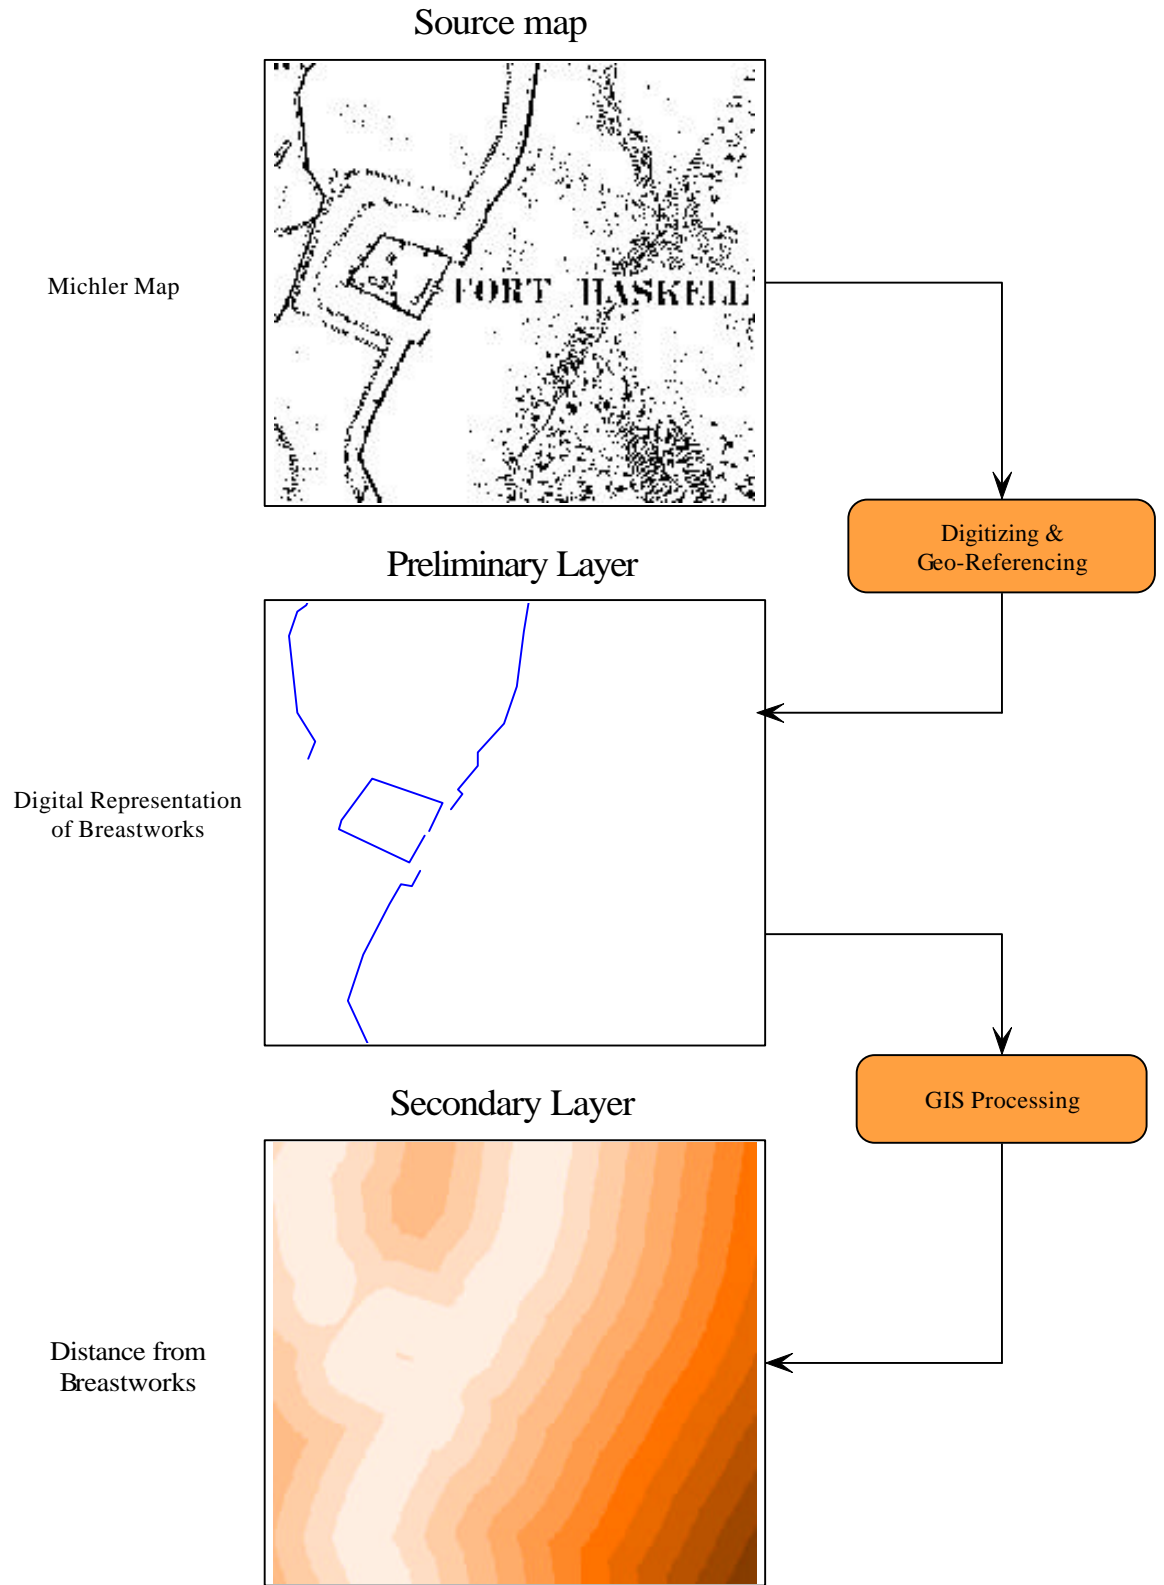 Source map
Michler Map
FORT HASKELL
Digitizing &
Geo-Referencing
Preliminary Layer
Digital Representation
of Breastworks
GIS Processing
Secondary Layer
Distance from
Breastworks